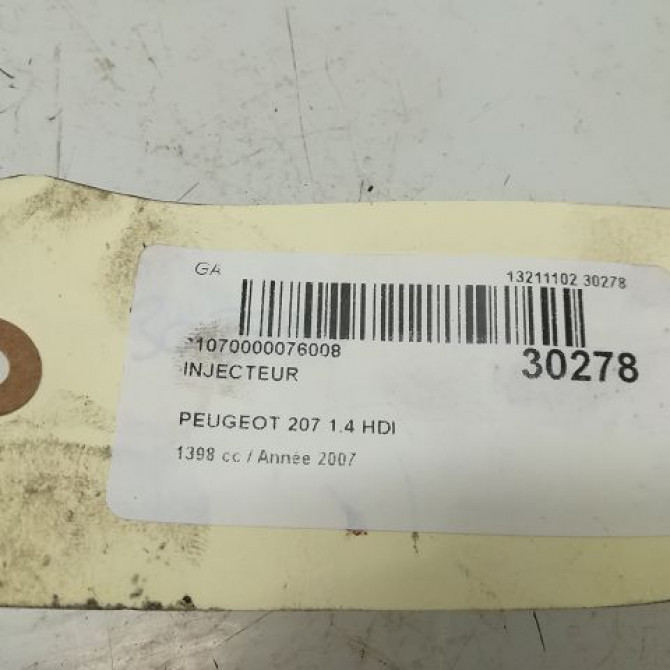 GA 13211102 30278
*1070000076008 30278
INJECTEUR
PEUGEOT 207 1.4 HDI
1398 cc / Année 2007